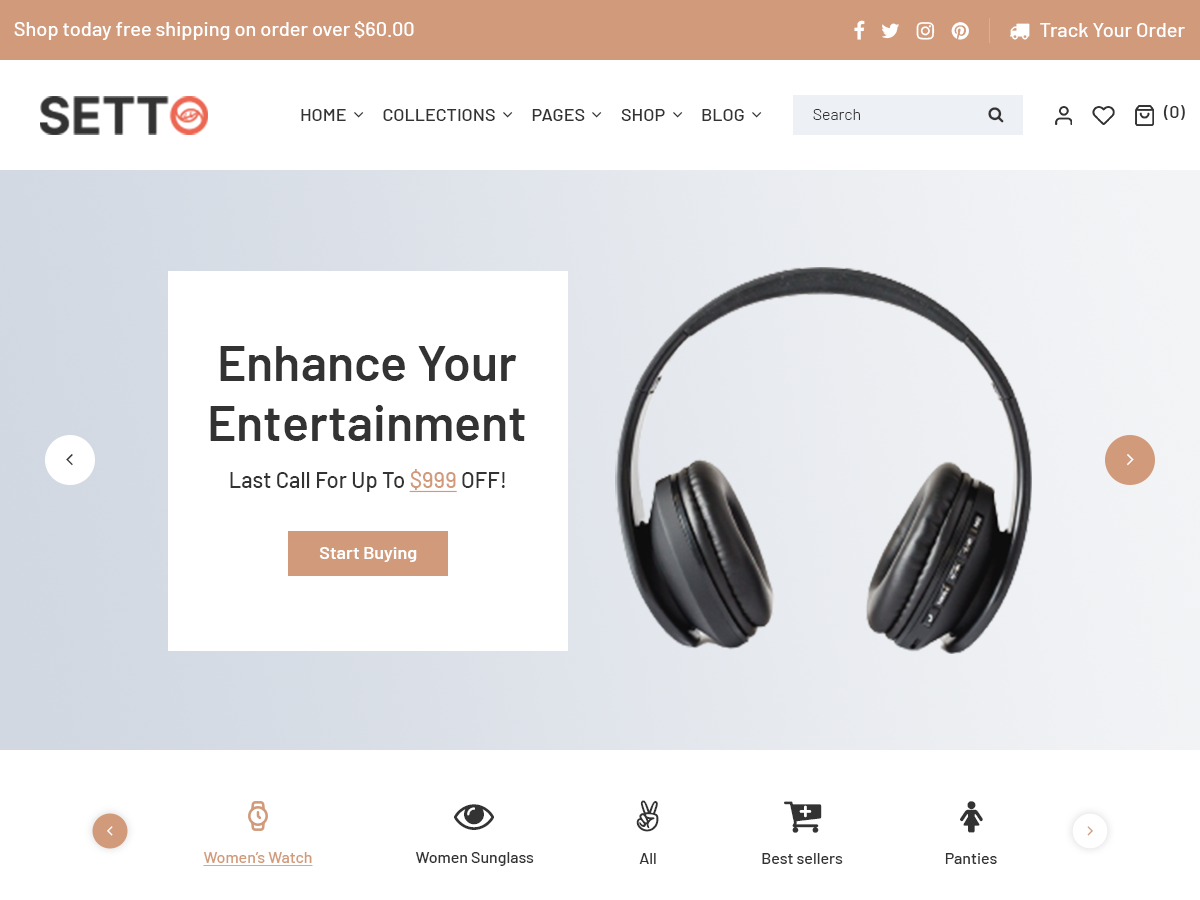 Shop today free shipping on order over $60.00
Track Your Order
SETTO
HOME COLLECTIONS PAGES SHOP BLOG
Search
(0)
Enhance Your
Entertainment
Last Call For Up To $999 OFF!
Start Buying
Women's Watch
Women Sunglass
All
Best sellers
Panties